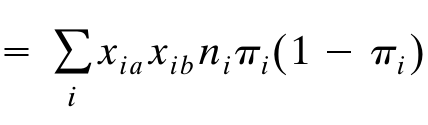 = ∑_i x_{ia} x_{ib} n_i π_i (1 − π_i)